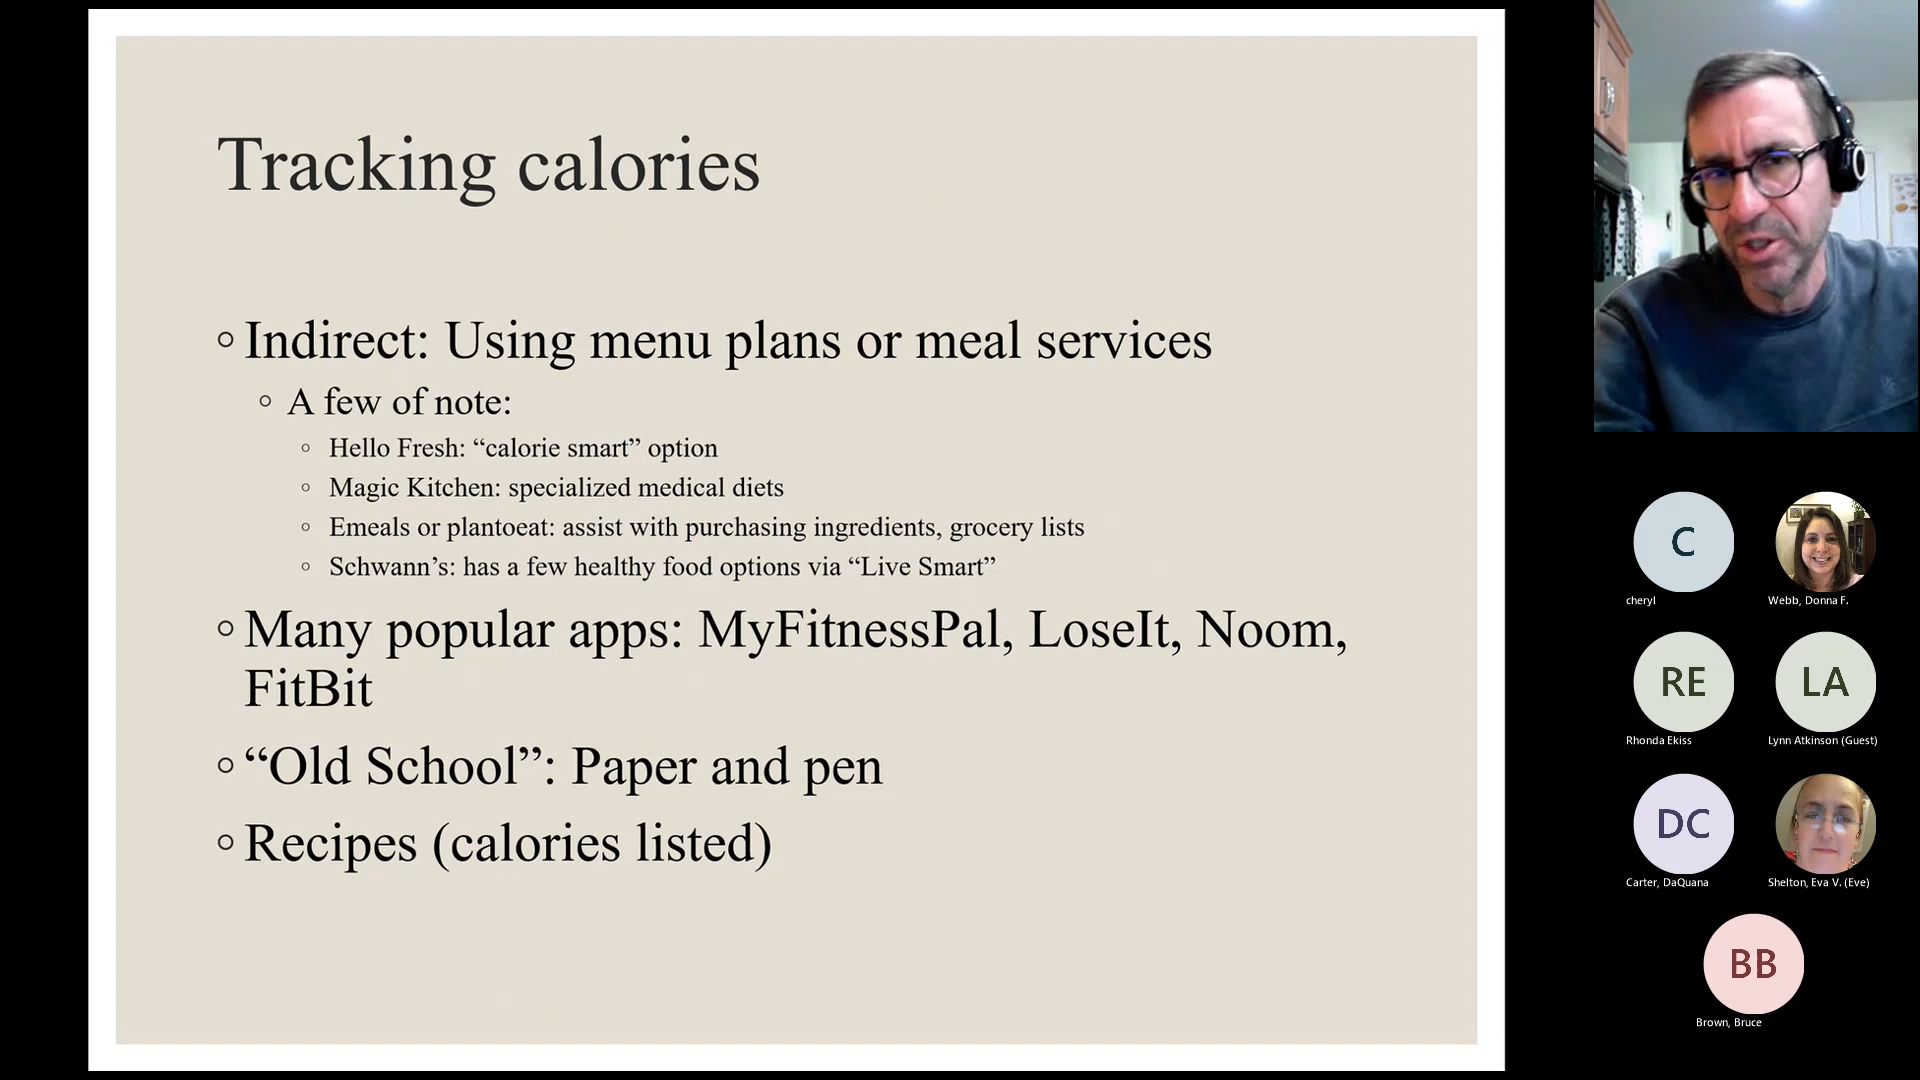 Tracking calories
Indirect: Using menu plans or meal services
A few of note:
Hello Fresh: “calorie smart” option
Magic Kitchen: specialized medical diets
Emeals or plantoeat: assist with purchasing ingredients, grocery lists
Schwann’s: has a few healthy food options via “Live Smart”
Many popular apps: MyFitnessPal, LoseIt, Noom,
FitBit
“Old School”: Paper and pen
Recipes (calories listed)
C
cheryl
Webb, Donna F.
RE
Rhonda Ekiss
LA
Lynn Atkinson (Guest)
DC
Carter, DaQuana
Shelton, Eva V. (Eve)
BB
Brown, Bruce